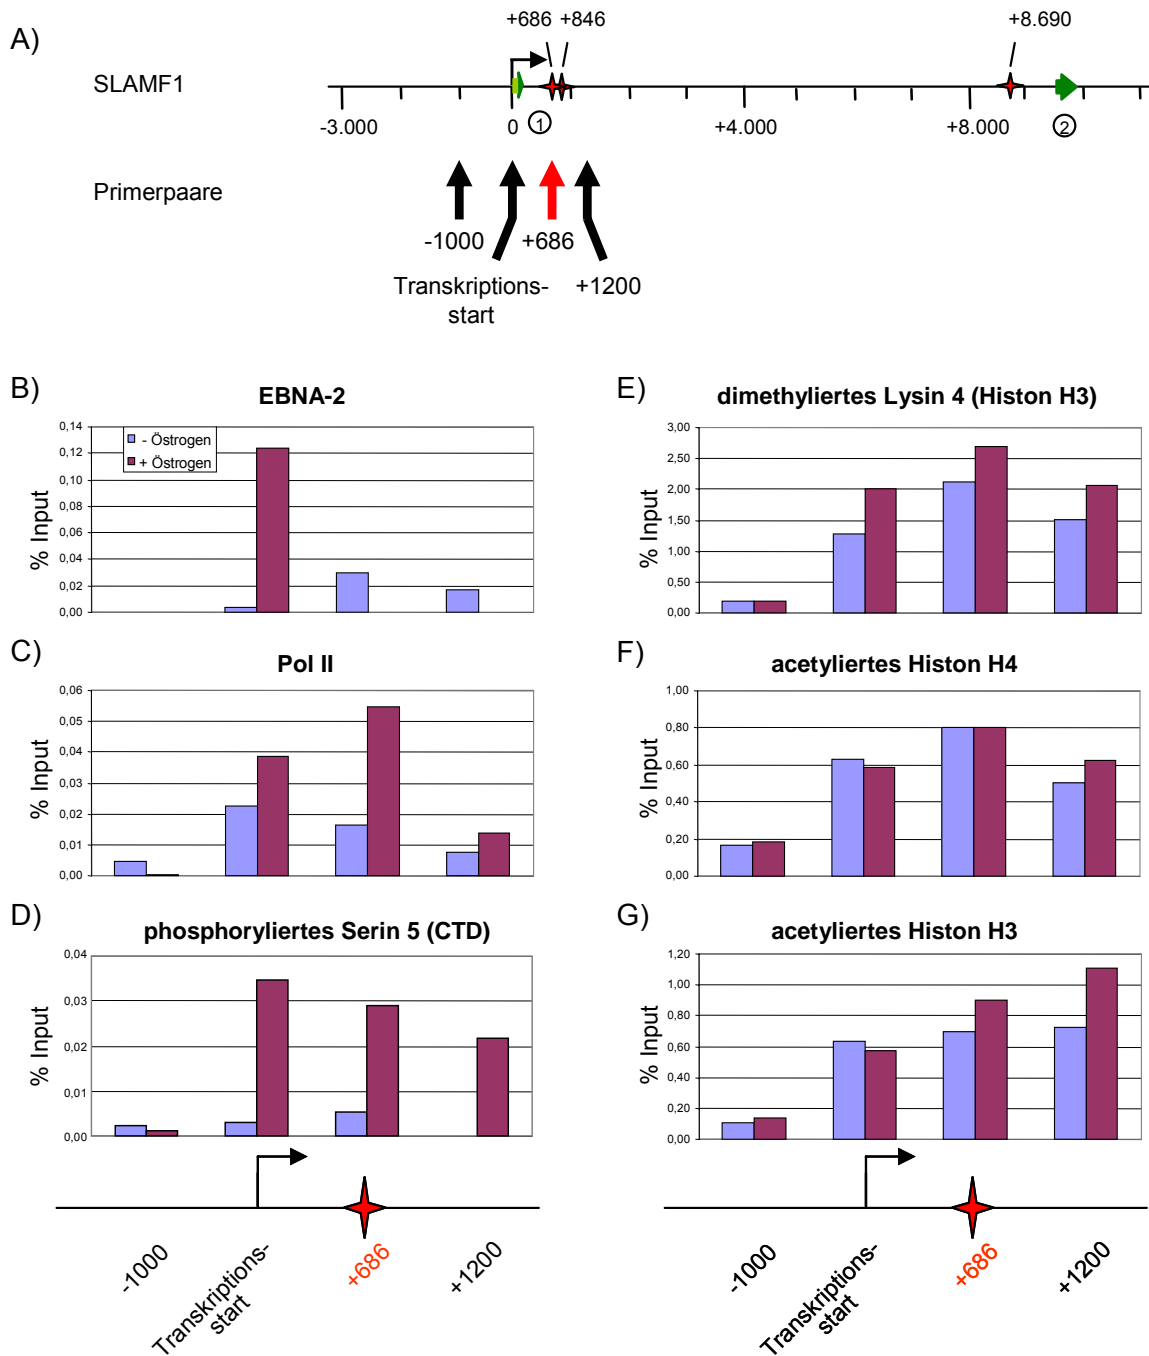 A)
+686
+846
+8.690
SLAMF1
-3.000
0
1
+4.000
+8.000
2
Primerpaare
-1000
+686
Transkriptions-
start
+1200
B)
EBNA-2
% Input
0,14
0,12
0,10
0,08
0,06
0,04
0,02
0,00
- Östrogen
+ Östrogen
C)
Pol II
% Input
0,06
0,05
0,04
0,03
0,02
0,01
0,00
D)
phosphoryliertes Serin 5 (CTD)
% Input
0,04
0,03
0,02
0,01
0,00
-1000
Transkriptions-
start
+686
+1200
E)
dimethyliertes Lysin 4 (Histon H3)
% Input
3,00
2,50
2,00
1,50
1,00
0,50
0,00
F)
acetyliertes Histon H4
% Input
1,00
0,80
0,60
0,40
0,20
0,00
G)
acetyliertes Histon H3
% Input
1,20
1,00
0,80
0,60
0,40
0,20
0,00
-1000
Transkriptions-
start
+686
+1200